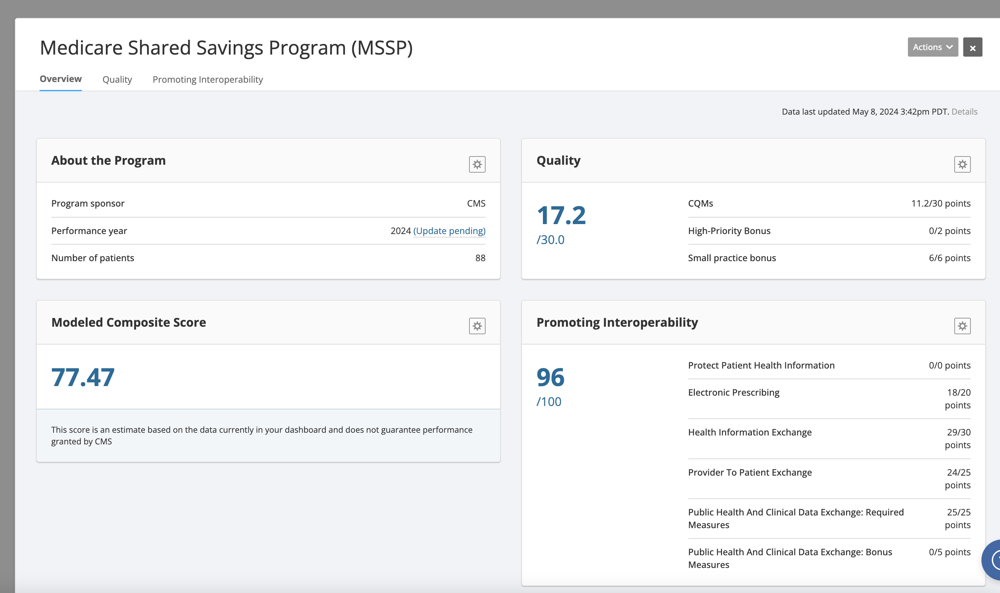 Medicare Shared Savings Program (MSSP)
Actions
×
Overview Quality Promoting Interoperability
Data last updated May 8, 2024 3:42pm PDT. Details
About the Program
Program sponsor CMS
Performance year 2024 (Update pending)
Number of patients 88
Quality
17.2
/30.0
CQMs 11.2/30 points
High-Priority Bonus 0/2 points
Small practice bonus 6/6 points
Modeled Composite Score
77.47
This score is an estimate based on the data currently in your dashboard and does not guarantee performance
granted by CMS
Promoting Interoperability
96
/100
Protect Patient Health Information 0/0 points
Electronic Prescribing 18/20
points
Health Information Exchange 29/30
points
Provider To Patient Exchange 24/25
points
Public Health And Clinical Data Exchange: Required 25/25
Measures points
Public Health And Clinical Data Exchange: Bonus 0/5 points
Measures